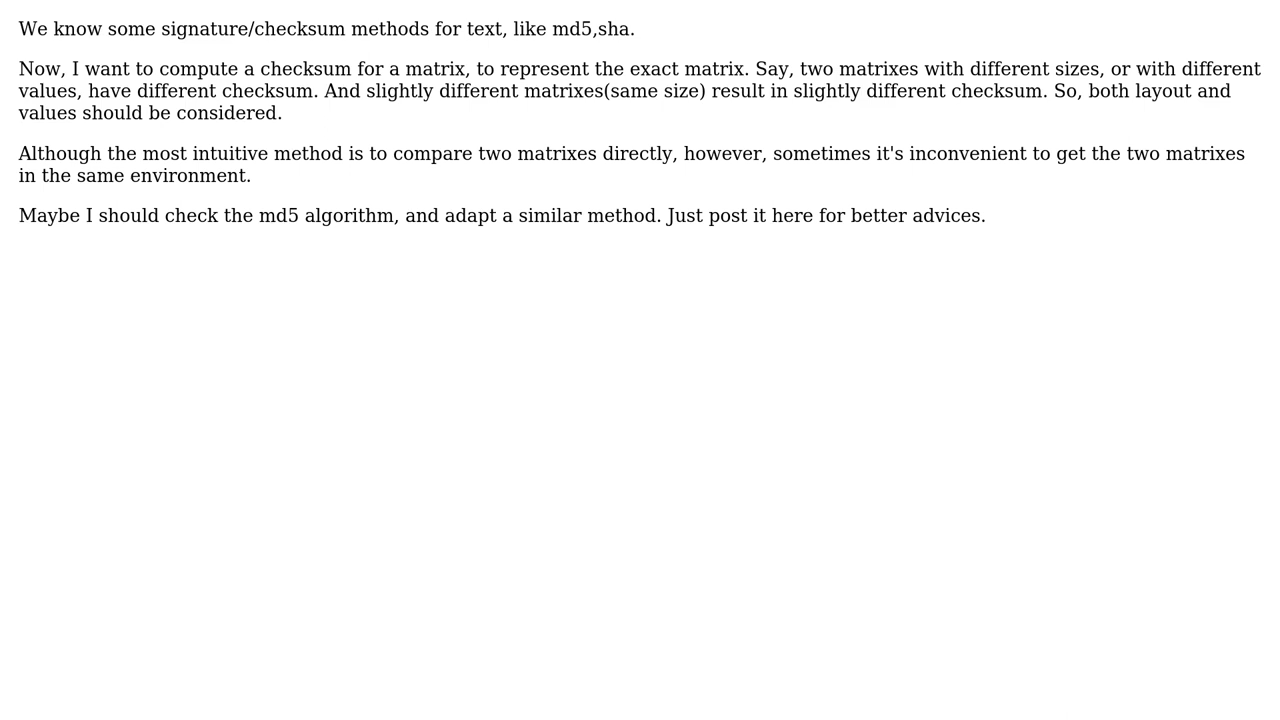 We know some signature/checksum methods for text, like md5,sha.
Now, I want to compute a checksum for a matrix, to represent the exact matrix. Say, two matrixes with different sizes, or with different
values, have different checksum. And slightly different matrixes(same size) result in slightly different checksum. So, both layout and
values should be considered.
Although the most intuitive method is to compare two matrixes directly, however, sometimes it's inconvenient to get the two matrixes
in the same environment.
Maybe I should check the md5 algorithm, and adapt a similar method. Just post it here for better advices.